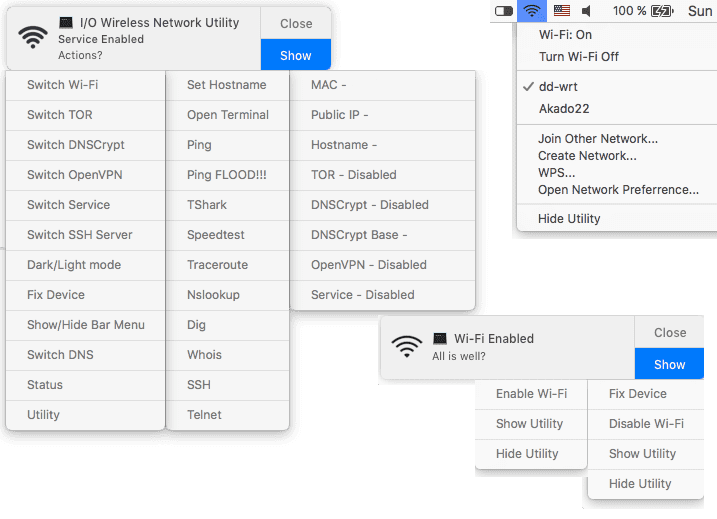 I/O Wireless Network Utility
Service Enabled
Actions?
Close
Show
Switch Wi-Fi
Switch TOR
Switch DNSCrypt
Switch OpenVPN
Switch Service
Switch SSH Server
Dark/Light mode
Fix Device
Show/Hide Bar Menu
Switch DNS
Status
Utility
Set Hostname
Open Terminal
Ping
Ping FLOOD!!!
TShark
Speedtest
Traceroute
Nslookup
Dig
Whois
SSH
Telnet
MAC -
Public IP -
Hostname -
TOR - Disabled
DNSCrypt - Disabled
DNSCrypt Base -
OpenVPN - Disabled
Service - Disabled
100 % Sun
Wi-Fi: On
Turn Wi-Fi Off
dd-wrt
Akado22
Join Other Network...
Create Network...
WPS...
Open Network Preferrence...
Hide Utility
Wi-Fi Enabled
All is well?
Close
Show
Enable Wi-Fi
Show Utility
Hide Utility
Fix Device
Disable Wi-Fi
Show Utility
Hide Utility